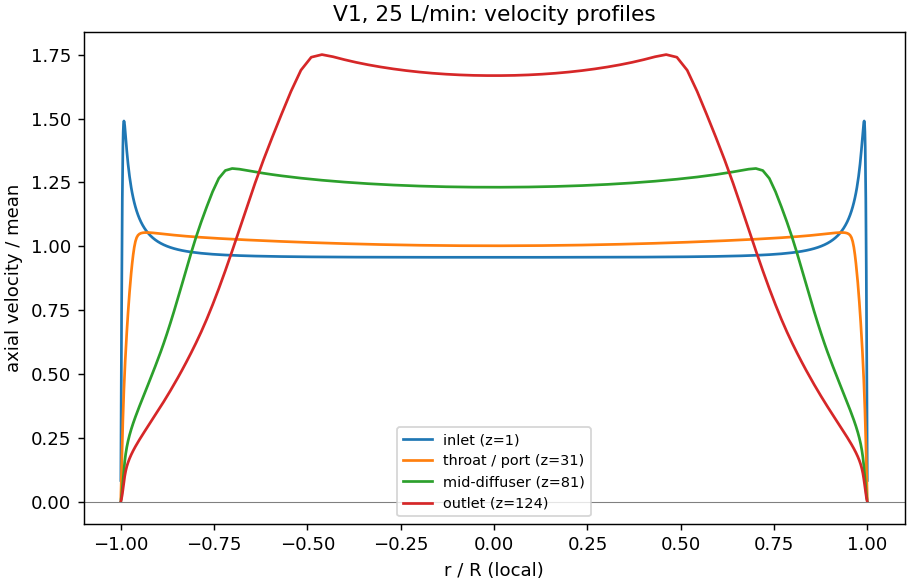 V1, 25 L/min: velocity profiles
axial velocity / mean
1.75
1.50
1.25
1.00
0.75
0.50
0.25
0.00
inlet (z=1)
throat / port (z=31)
mid-diffuser (z=81)
outlet (z=124)
−1.00 −0.75 −0.50 −0.25 0.00 0.25 0.50 0.75 1.00
r / R (local)